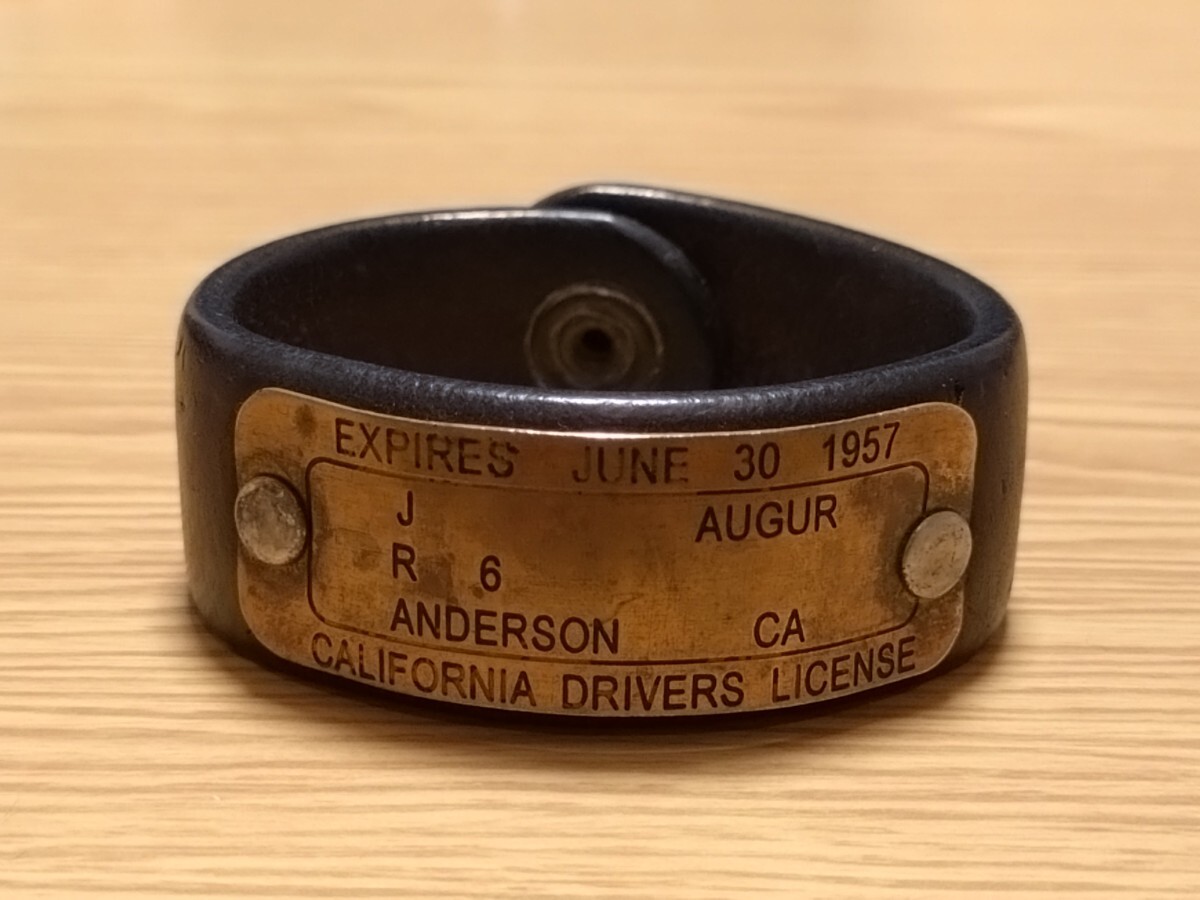 EXPIRES JUNE 30 1957
J AUGUR
R 6
ANDERSON CA
CALIFORNIA DRIVERS LICENSE